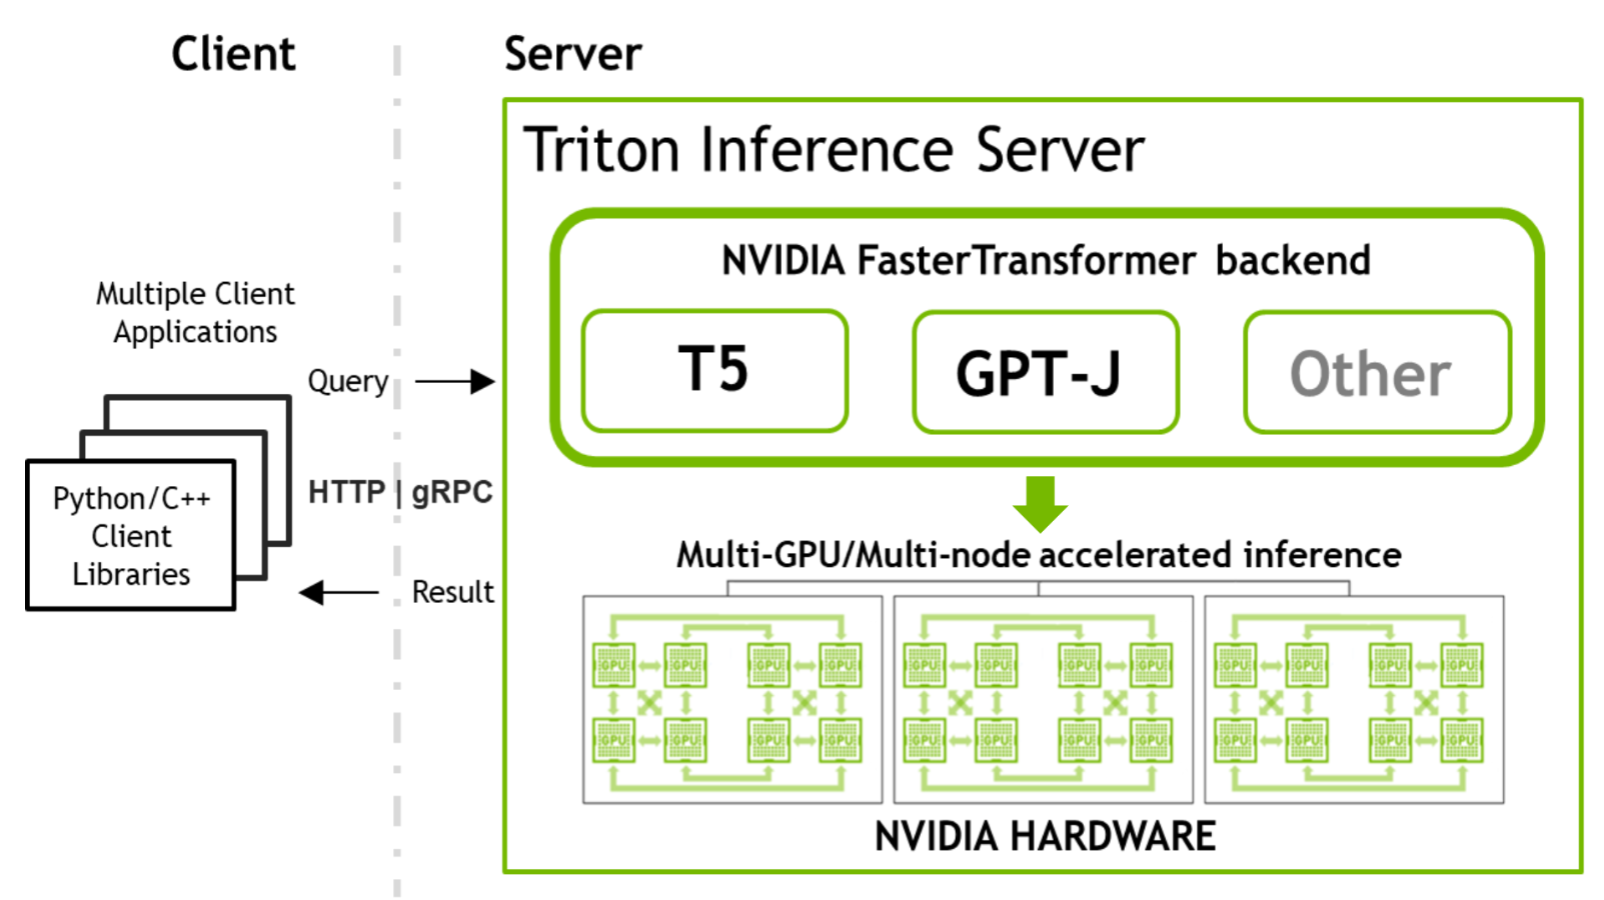 Client
Server
Triton Inference Server
NVIDIA FasterTransformer backend
T5
GPT-J
Other
Multiple Client
Applications
Query
Python/C++
Client
Libraries
HTTP | gRPC
Result
Multi-GPU/Multi-node accelerated inference
GPU GPU GPU GPU GPU GPU GPU GPU GPU GPU GPU GPU
GPU GPU GPU GPU GPU GPU GPU GPU GPU GPU GPU GPU
NVIDIA HARDWARE